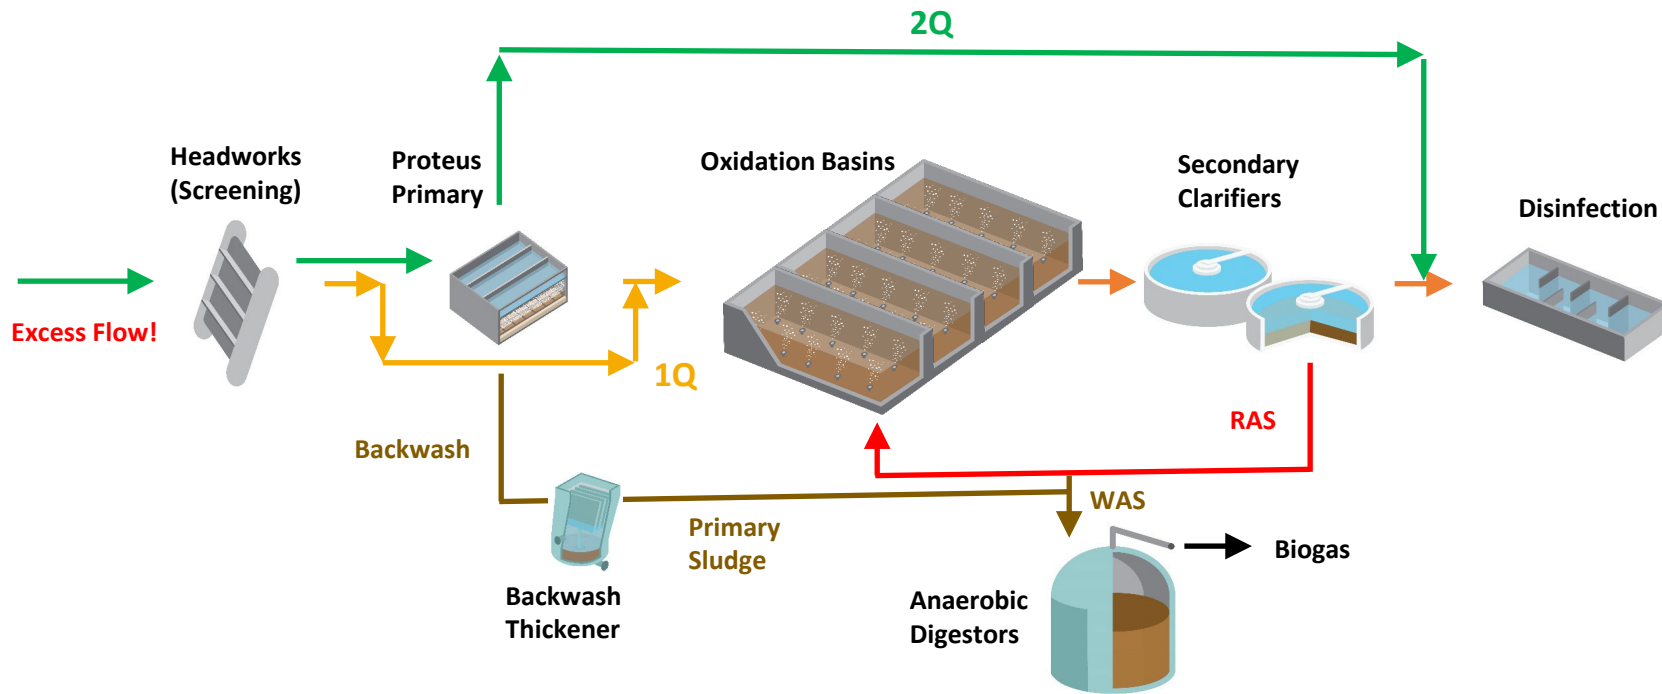 2Q
Headworks
(Screening)
Proteus
Primary
Oxidation Basins
Secondary
Clarifiers
Disinfection
Excess Flow!
1Q
RAS
Backwash
WAS
Primary
Sludge
Biogas
Backwash
Thickener
Anaerobic
Digestors